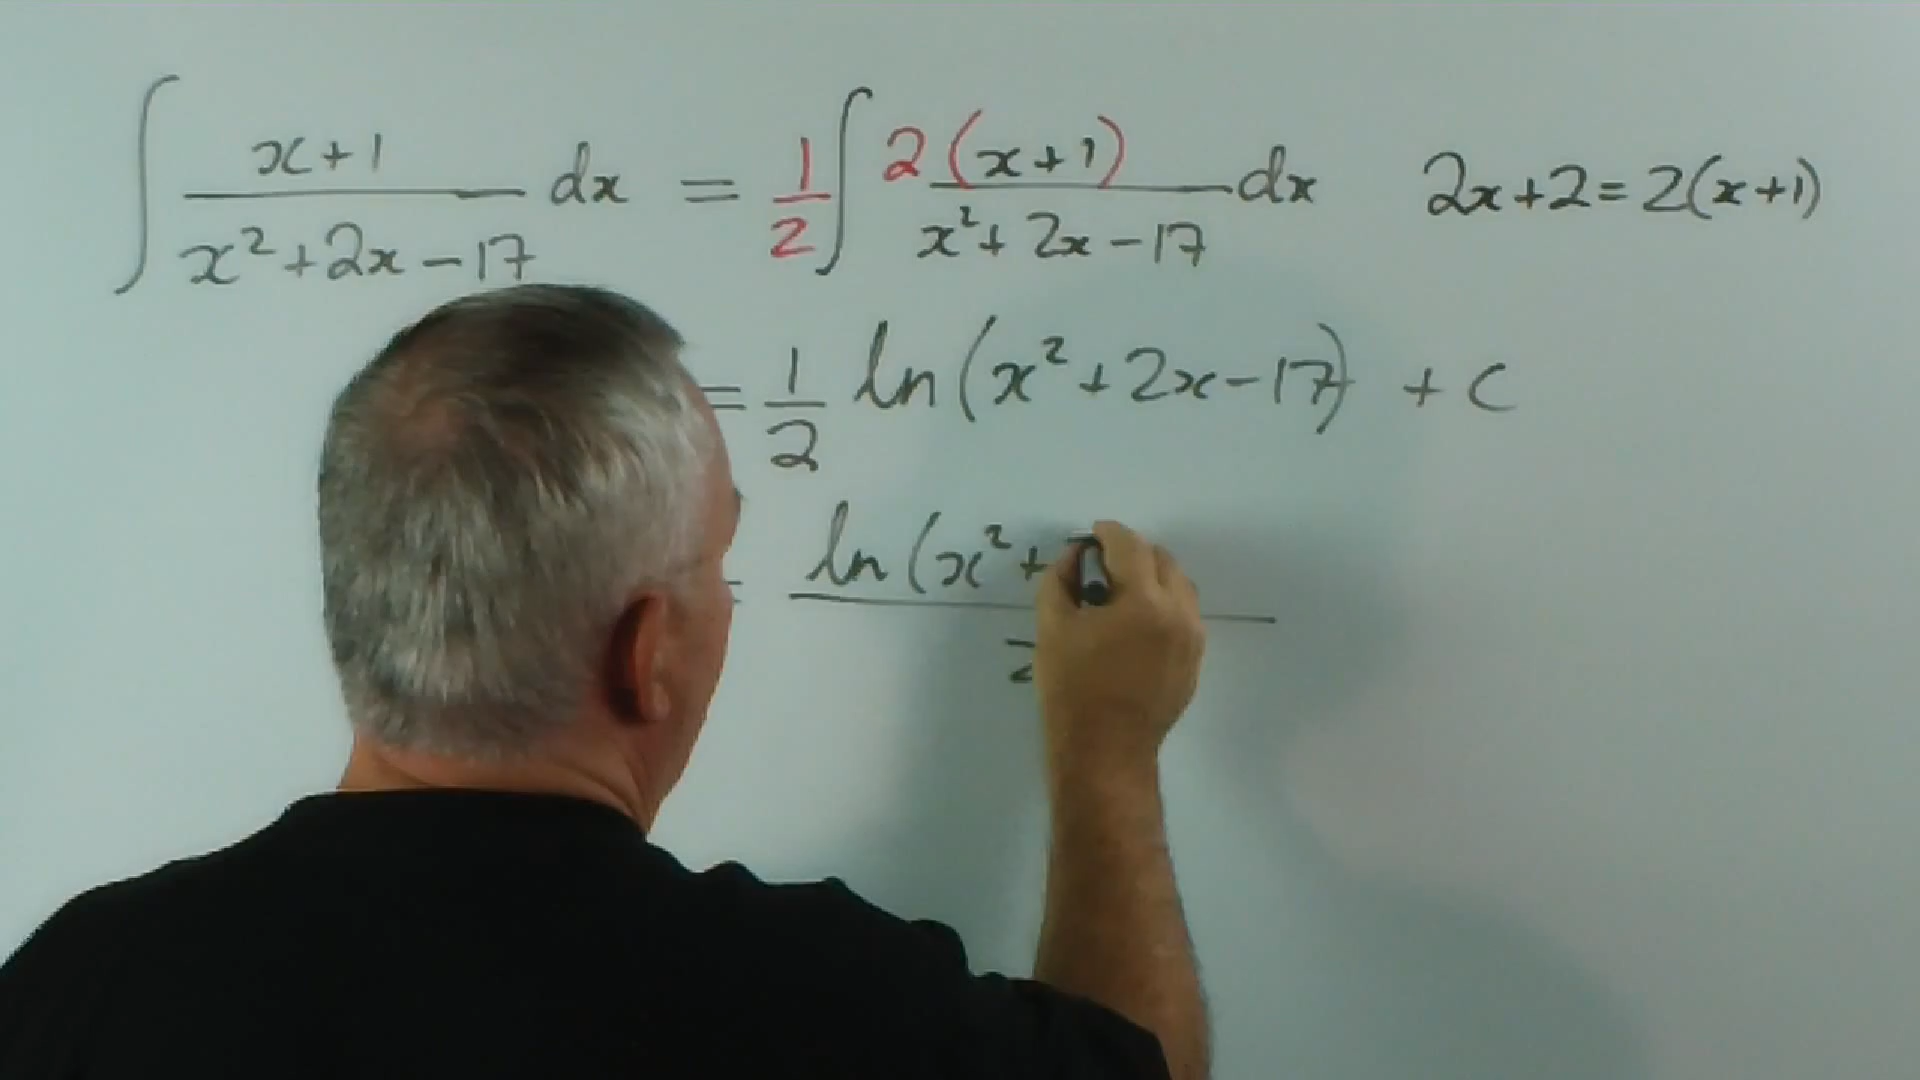 ∫ x+1 / x²+2x-17 dx = 1/2 ∫ 2(x+1) / x²+2x-17 dx 2x+2=2(x+1)
= 1/2 ln(x²+2x-17) + c
= ln(x²+ / 2